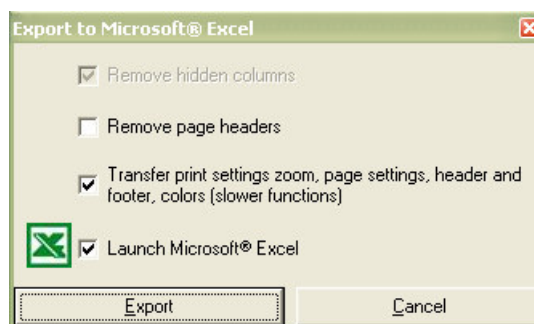 Export to Microsoft® Excel
Remove hidden columns
Remove page headers
Transfer print settings zoom, page settings, header and
footer, colors (slower functions)
Launch Microsoft® Excel
Export
Cancel